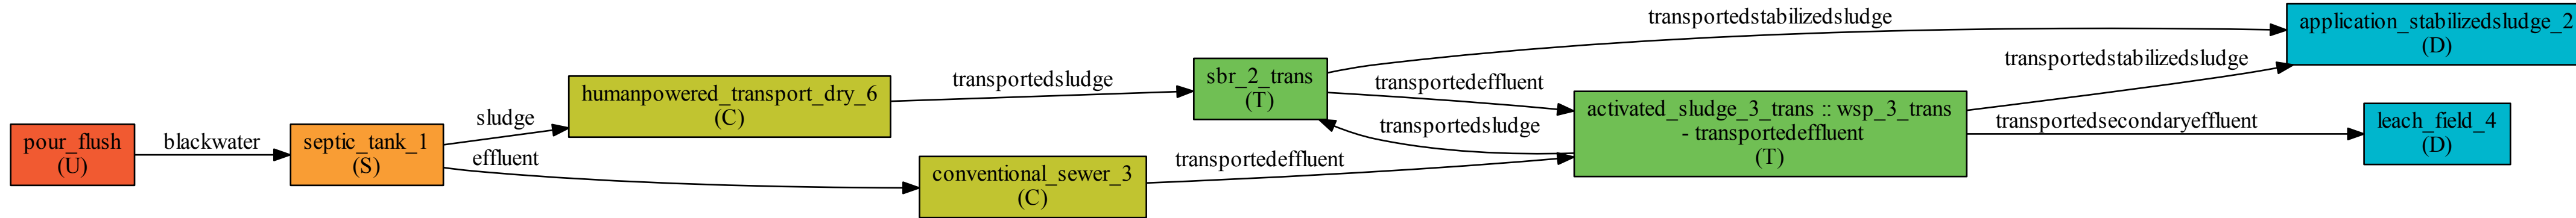 pour_flush
(U)
blackwater
septic_tank_1
(S)
sludge
effluent
humanpowered_transport_dry_6
(C)
conventional_sewer_3
(C)
transportedsludge
transportedeffluent
sbr_2_trans
(T)
transportedeffluent
transportedsludge
activated_sludge_3_trans :: wsp_3_trans
- transportedeffluent
(T)
transportedstabilizedsludge
transportedstabilizedsludge
transportedsecondaryeffluent
application_stabilizedsludge_2
(D)
leach_field_4
(D)